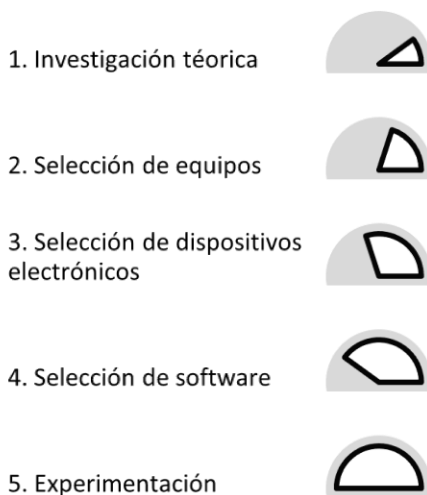 1. Investigación téorica
2. Selección de equipos
3. Selección de dispositivos
electrónicos
4. Selección de software
5. Experimentación